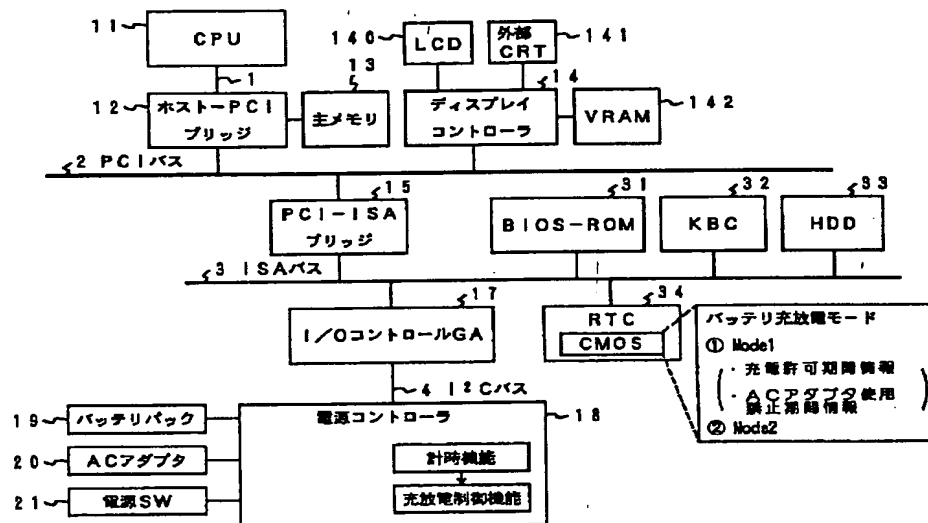 11
CPU
140
LCD
外部
CRT
141
1
13
14
12
ホストーPCI
ブリッジ
主メモリ
ディスプレイ
コントローラ
VRAM
142
2 PCIバス
15
31
32
33
PCI-ISA
ブリッジ
BIOS-ROM
KBC
HDD
3 ISAバス
17
34
I/OコントロールGA
RTC
CMOS
バッテリ充放電モード
① Mode1
・充電許可期間情報
・ACアダプタ使用
禁止期間情報
② Mode2
4 I²Cバス
19
バッテリパック
電源コントローラ
18
20
ACアダプタ
計時機能
21
電源SW
充放電制御機能